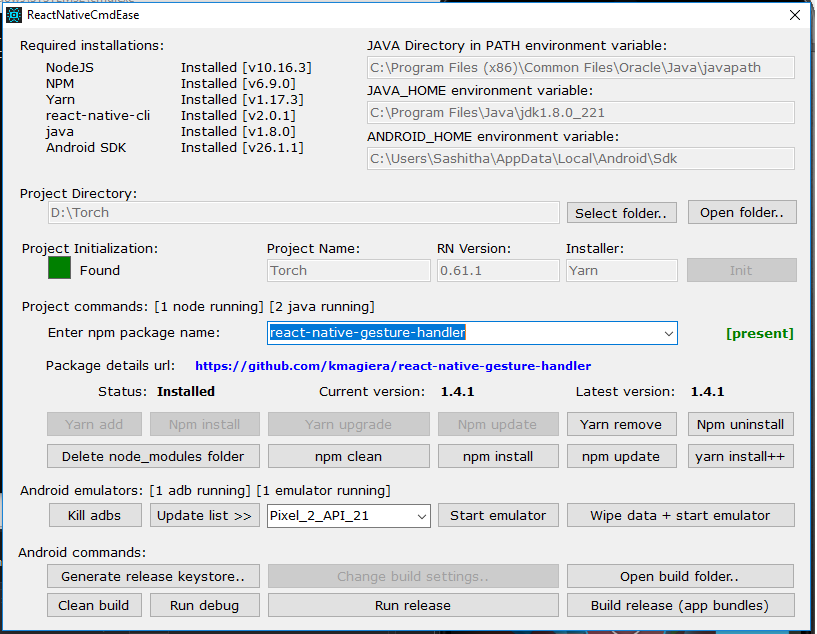 ReactNativeCmdEase
Required installations:
NodeJS Installed [v10.16.3]
NPM Installed [v6.9.0]
Yarn Installed [v1.17.3]
react-native-cli Installed [v2.0.1]
java Installed [v1.8.0]
Android SDK Installed [v26.1.1]
JAVA Directory in PATH environment variable:
C:\Program Files (x86)\Common Files\Oracle\Java\javapath
JAVA_HOME environment variable:
C:\Program Files\Java\jdk1.8.0_221
ANDROID_HOME environment variable:
C:\Users\Sashitha\AppData\Local\Android\Sdk
Project Directory:
D:\Torch Select folder.. Open folder..
Project Initialization: Project Name: RN Version: Installer:
Found Torch 0.61.1 Yarn Init
Project commands: [1 node running] [2 java running]
Enter npm package name: react-native-gesture-handler [present]
Package details url: https://github.com/kmagiera/react-native-gesture-handler
Status: Installed Current version: 1.4.1 Latest version: 1.4.1
Yarn add Npm install Yarn upgrade Npm update Yarn remove Npm uninstall
Delete node_modules folder npm clean npm install npm update yarn install++
Android emulators: [1 adb running] [1 emulator running]
Kill adbs Update list >> Pixel_2_API_21 Start emulator Wipe data + start emulator
Android commands:
Generate release keystore.. Change build settings.. Open build folder..
Clean build Run debug Run release Build release (app bundles)